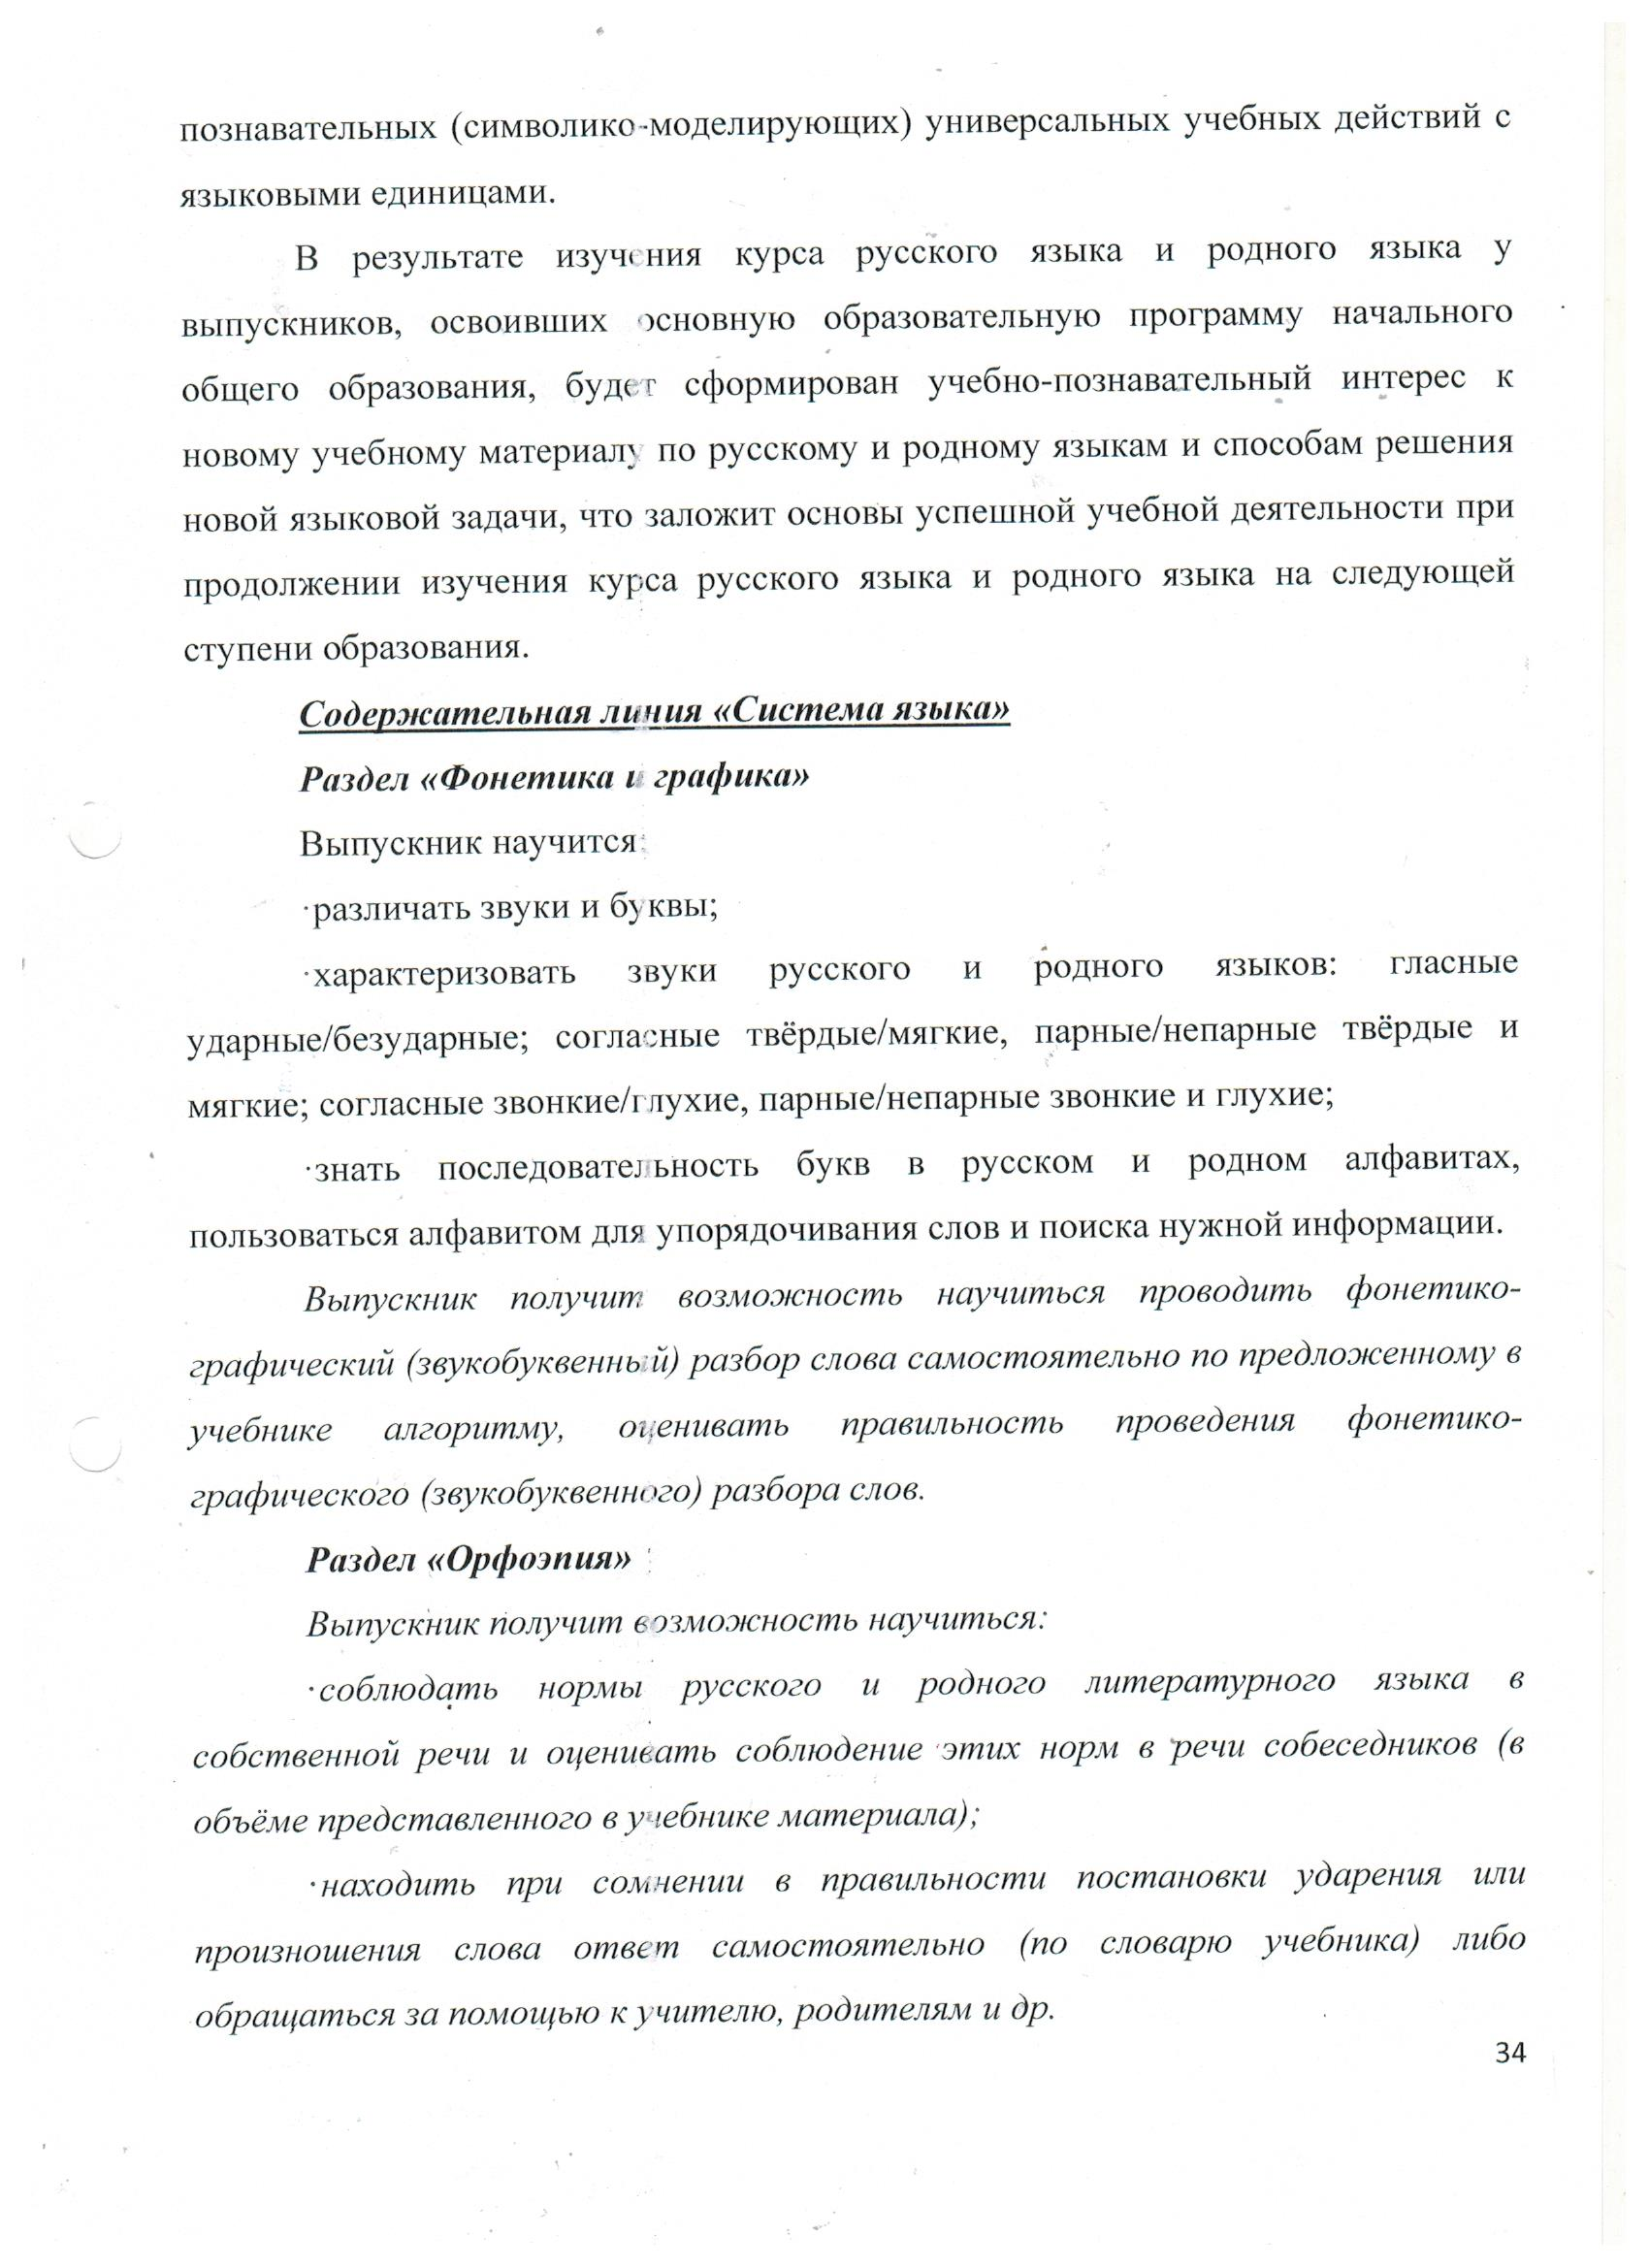 познавательных (символико-моделирующих) универсальных учебных действий с
языковыми единицами.
В результате изучения курса русского языка и родного языка у
выпускников, освоивших основную образовательную программу начального
общего образования, будет сформирован учебно-познавательный интерес к
новому учебному материалу по русскому и родному языкам и способам решения
новой языковой задачи, что заложит основы успешной учебной деятельности при
продолжении изучения курса русского языка и родного языка на следующей
ступени образования.
Содержательная линия «Система языка»
Раздел «Фонетика и графика»
Выпускник научится:
·различать звуки и буквы;
·характеризовать звуки русского и родного языков: гласные
ударные/безударные; согласные твёрдые/мягкие, парные/непарные твёрдые и
мягкие; согласные звонкие/глухие, парные/непарные звонкие и глухие;
·знать последовательность букв в русском и родном алфавитах,
пользоваться алфавитом для упорядочивания слов и поиска нужной информации.
Выпускник получит возможность научиться проводить фонетико-
графический (звукобуквенный) разбор слова самостоятельно по предложенному в
учебнике алгоритму, оценивать правильность проведения фонетико-
графического (звукобуквенного) разбора слов.
Раздел «Орфоэпия»
Выпускник получит возможность научиться:
·соблюдать нормы русского и родного литературного языка в
собственной речи и оценивать соблюдение этих норм в речи собеседников (в
объёме представленного в учебнике материала);
·находить при сомнении в правильности постановки ударения или
произношения слова ответ самостоятельно (по словарю учебника) либо
обращаться за помощью к учителю, родителям и др.
34